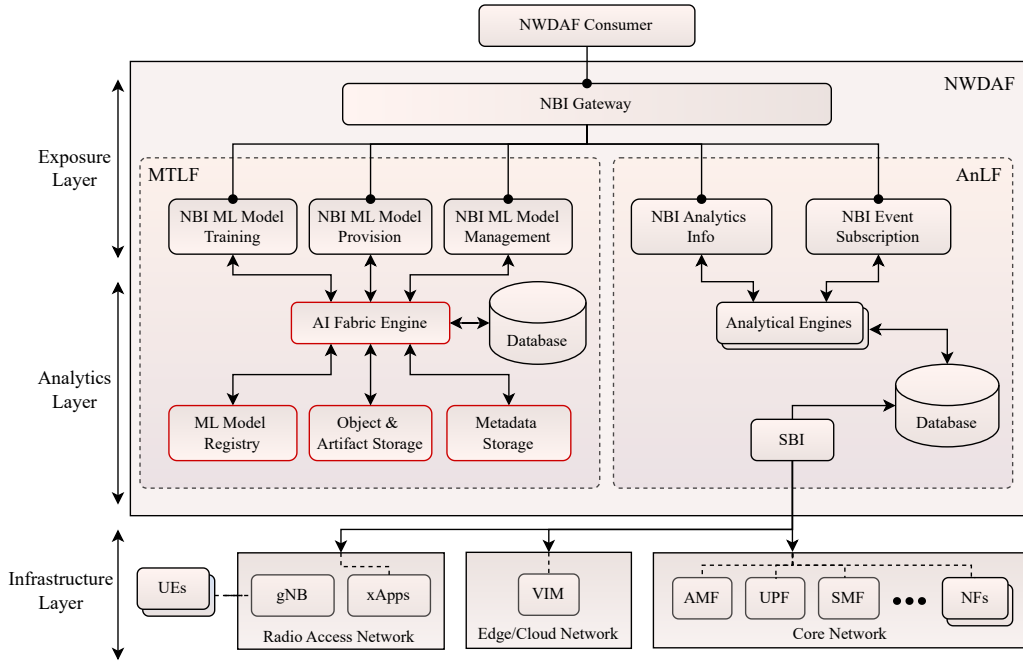 NWDAF Consumer
NWDAF
NBI Gateway
Exposure
Layer
MTLF
AnLF
NBI ML Model
Training
NBI ML Model
Provision
NBI ML Model
Management
NBI Analytics
Info
NBI Event
Subscription
Analytics
Layer
AI Fabric Engine
Database
Analytical Engines
ML Model
Registry
Object &
Artifact Storage
Metadata
Storage
SBI
Database
Infrastructure
Layer
UEs
gNB
xApps
Radio Access Network
VIM
Edge/Cloud Network
AMF
UPF
SMF
NFs
Core Network